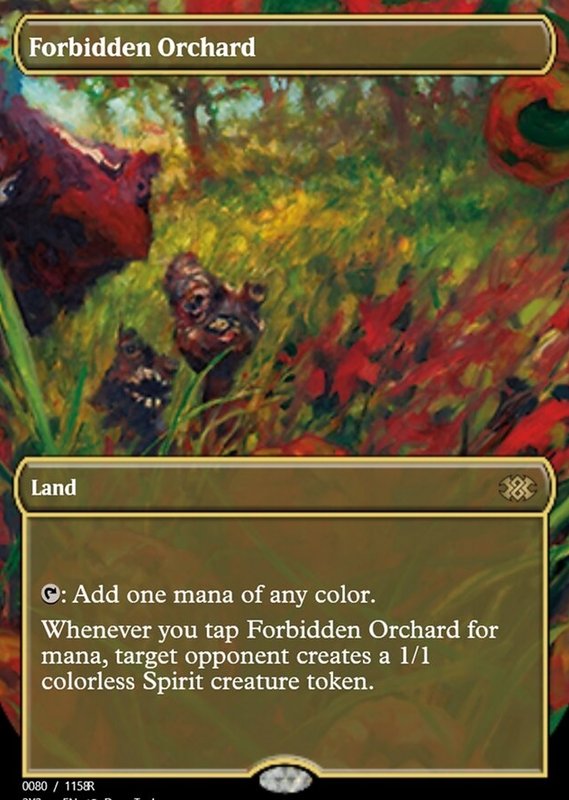 Forbidden Orchard
Land
: Add one mana of any color.
Whenever you tap Forbidden Orchard for
mana, target opponent creates a 1/1
colorless Spirit creature token.
0080 / 1158R